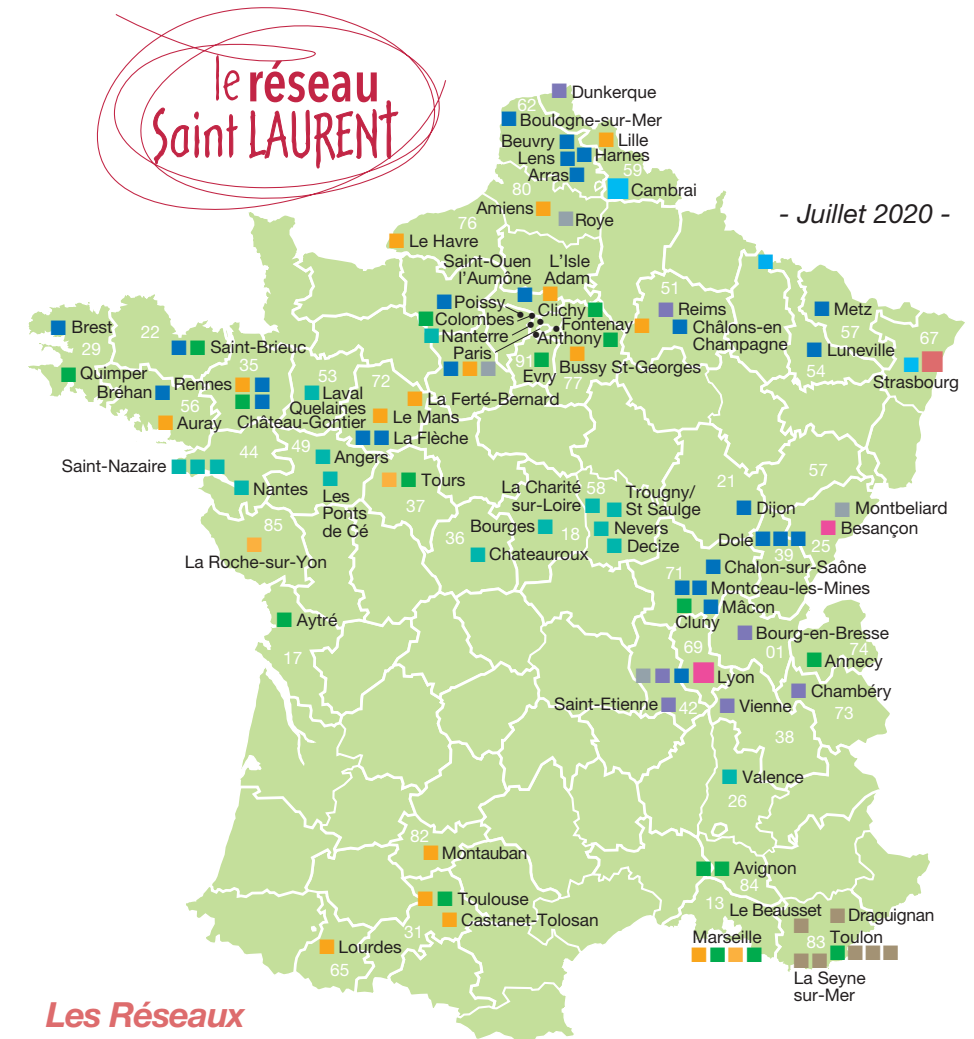 le réseau
Saint LAURENT
- Juillet 2020 -
Dunkerque
62
Boulogne-sur-Mer
Beuvry
Lille
Lens
Harnes
Arras
59
80
Cambrai
Amiens
Roye
76
Le Havre
Saint-Ouen
l'Aumône
L'Isle
Adam
51
Poissy
Clichy
Reims
Metz
Colombes
Fontenay
Châlons-en
Champagne
57
67
Brest
22
Nanterre
Anthony
Saint-Brieuc
Paris
Luneville
29
91
Bussy St-Georges
54
Quimper
35
53
72
Evry
77
Strasbourg
Bréhan
Rennes
Laval
La Ferté-Bernard
Quelaines
56
Auray
Château-Gontier
Le Mans
La Flèche
44
49
Angers
Saint-Nazaire
57
Tours
La Charité
sur-Loire
58
Trougny/
St Saulge
21
Nantes
Les
Ponts
de Cé
37
Dijon
Montbeliard
85
Bourges
18
Nevers
Besançon
36
Decize
Dole
39
25
La Roche-sur-Yon
Chateauroux
Chalon-sur-Saône
71
Montceau-les-Mines
Mâcon
Aytré
Cluny
Bourg-en-Bresse
69
01
74
17
Annecy
Lyon
Chambéry
Saint-Etienne
42
Vienne
73
38
Valence
26
82
Montauban
Avignon
84
Toulouse
13
Le Beausset
Draguignan
Castanet-Tolosan
31
Marseille
83
Toulon
Lourdes
65
La Seyne
sur-Mer
Les Réseaux